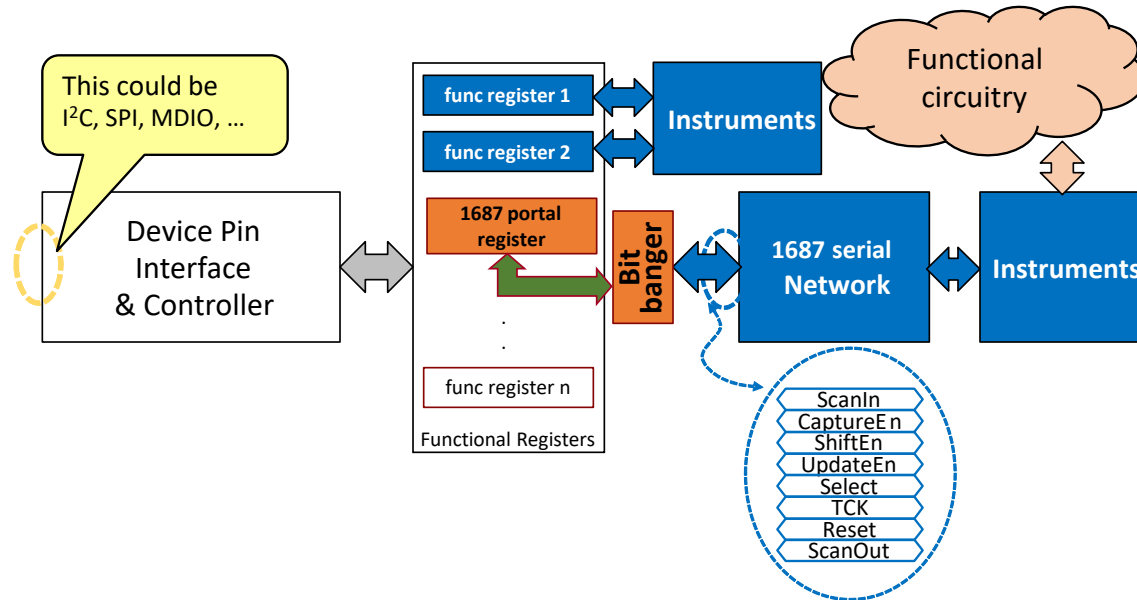 This could be
I²C, SPI, MDIO, …
Device Pin
Interface
& Controller
func register 1
func register 2
1687 portal
register
.
.
func register n
Functional Registers
Instruments
Functional
circuitry
Bit
banger
1687 serial
Network
Instruments
ScanIn
CaptureEn
ShiftEn
UpdateEn
Select
TCK
Reset
ScanOut